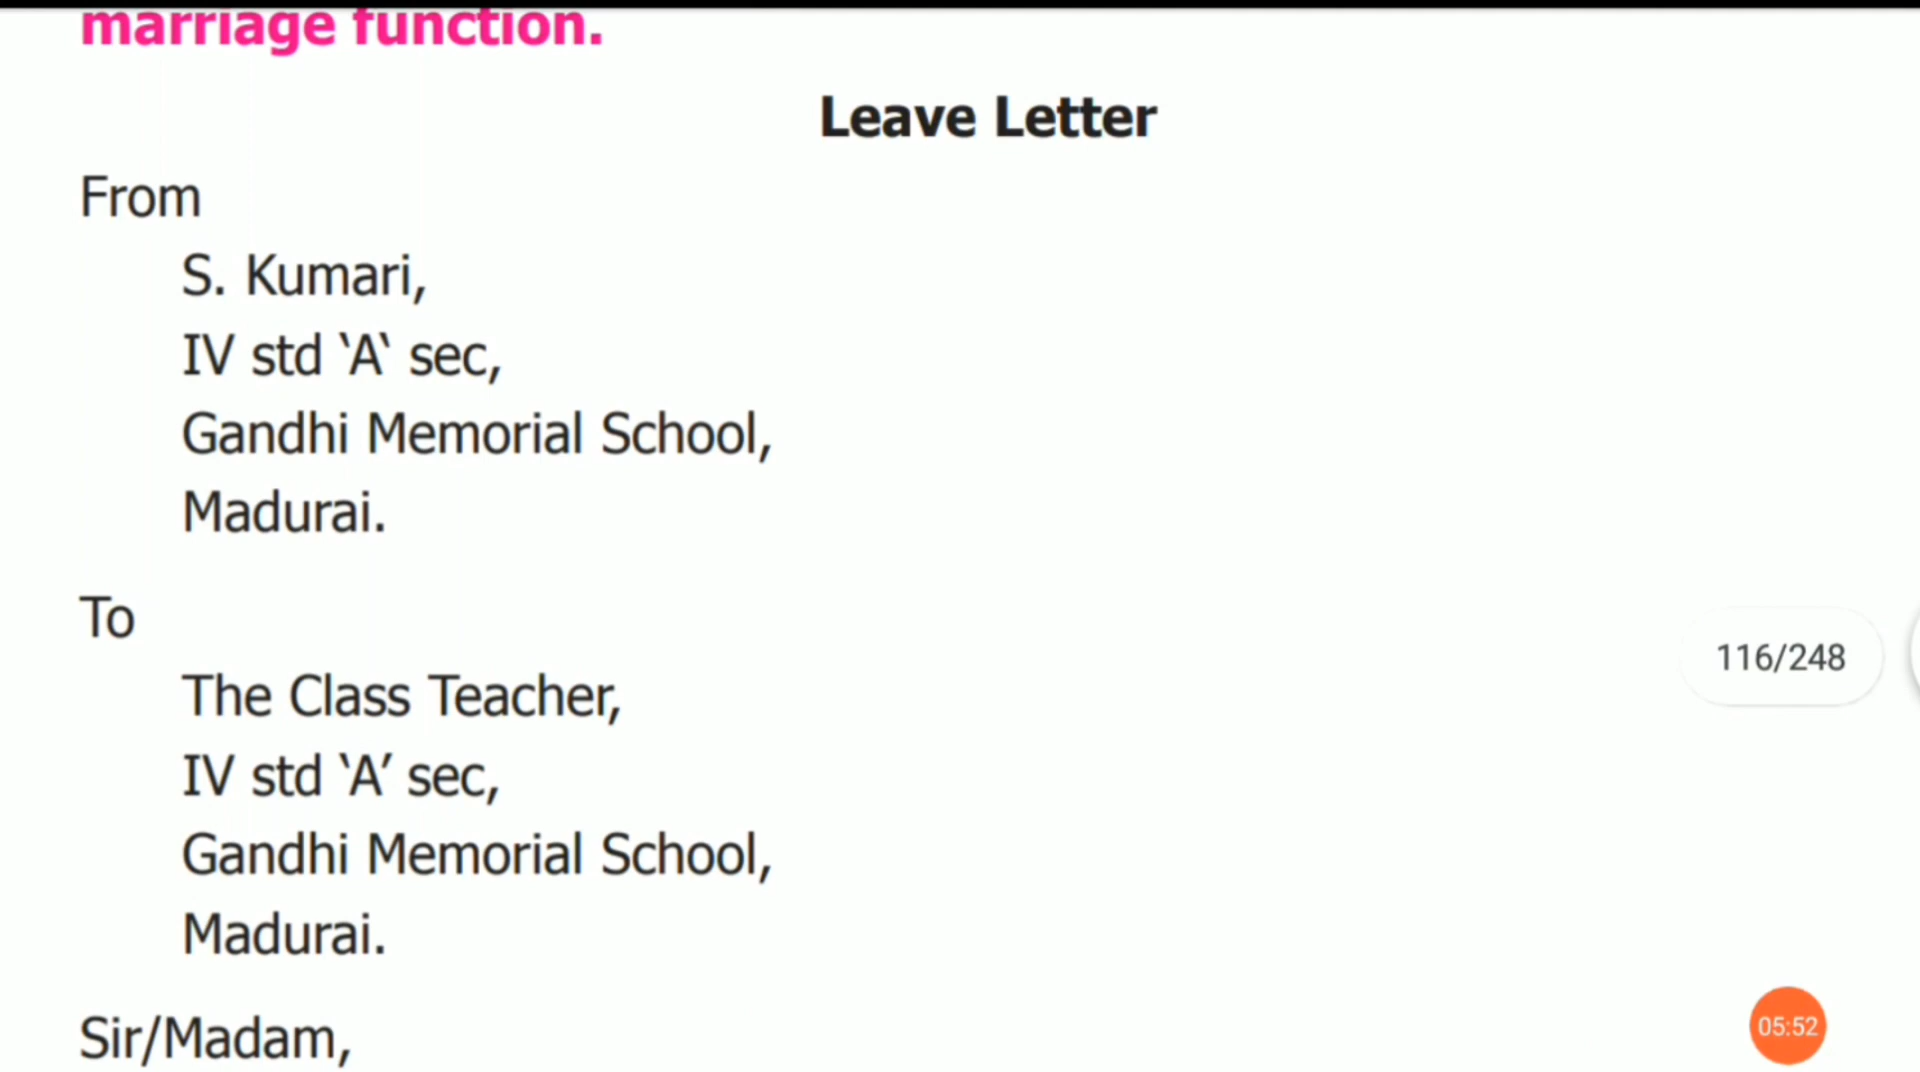 marriage function.
Leave Letter
From
S. Kumari,
IV std ‘A‘ sec,
Gandhi Memorial School,
Madurai.
To
The Class Teacher,
IV std ‘A’ sec,
Gandhi Memorial School,
Madurai.
Sir/Madam,
116/248
05:52